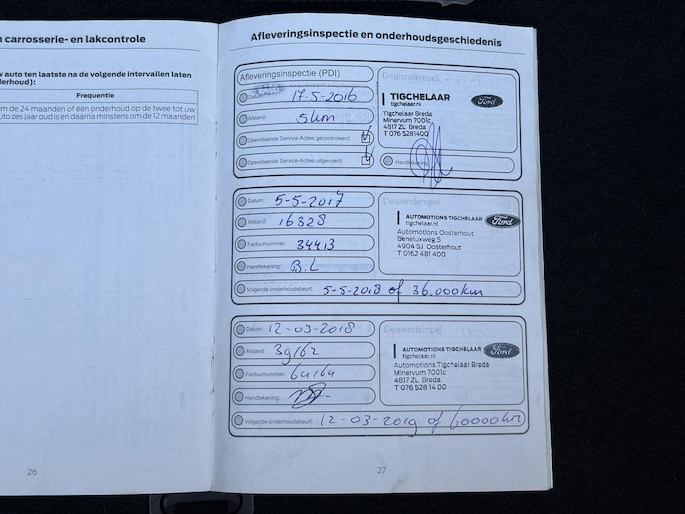 n carrosserie- en lakcontrole
w auto ten laatste na de volgende intervallen laten
derhoud):
Frequentie
m de 24 maanden of één onderhoud op de twee tot uw
uto zes jaar oud is en daarna minstens om de 12 maanden
26
Afleveringsinspectie en onderhoudsgeschiedenis
Afleveringsinspectie (PDI)
Datum: 17-5-2016
Afstand: 5km
Openstaande Service-Acties gecontroleerd:
Openstaande Service-Acties uitgevoerd:
Dealerstempel
TIGCHELAAR
tigchelaar.nl
Ford
Tigchelaar Breda
Minervum 7001c
4817 ZL Breda
T 076 5281400
Handtekening:
Datum: 5-5-2017
Afstand: 16328
Factuurnummer: 34413
Handtekening: B.L
Dealerstempel
AUTOMOTIONS TIGCHELAAR
tigchelaar.nl
Ford
Automotions Oosterhout
Beneluxweg 5
4904 SJ Oosterhout
T 0162 481 400
Volgende onderhoudsbeurt: 5-5-2018 of 36.000km
Datum: 12-03-2018
Afstand: 39162
Factuurnummer: 64164
Handtekening:
Dealerstempel
AUTOMOTIONS TIGCHELAAR
tigchelaar.nl
Ford
Automotions Tigchelaar Breda
Minervum 7001c
4817 ZL Breda
T 076 528 14 00
Volgende onderhoudsbeurt: 12-03-2019 of 60000km
27